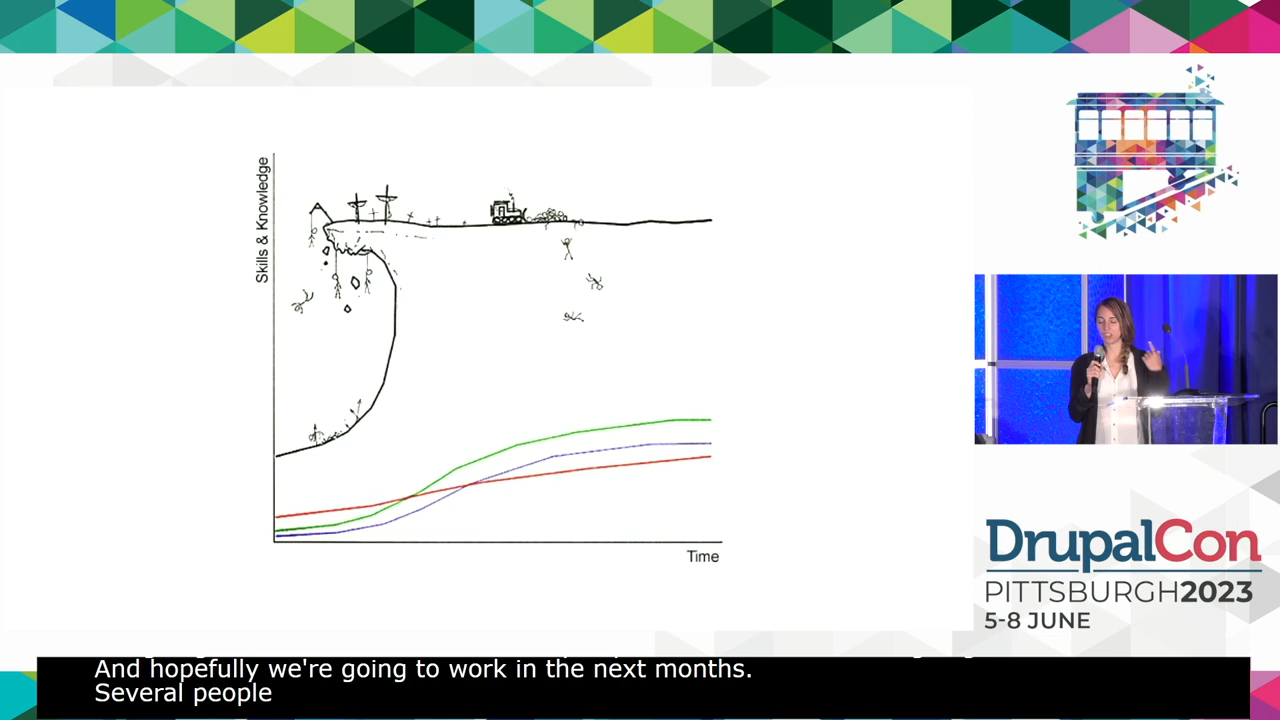 Skills & Knowledge
Time
DrupalCon
PITTSBURGH2023
5-8 JUNE
And hopefully we're going to work in the next months.
Several people